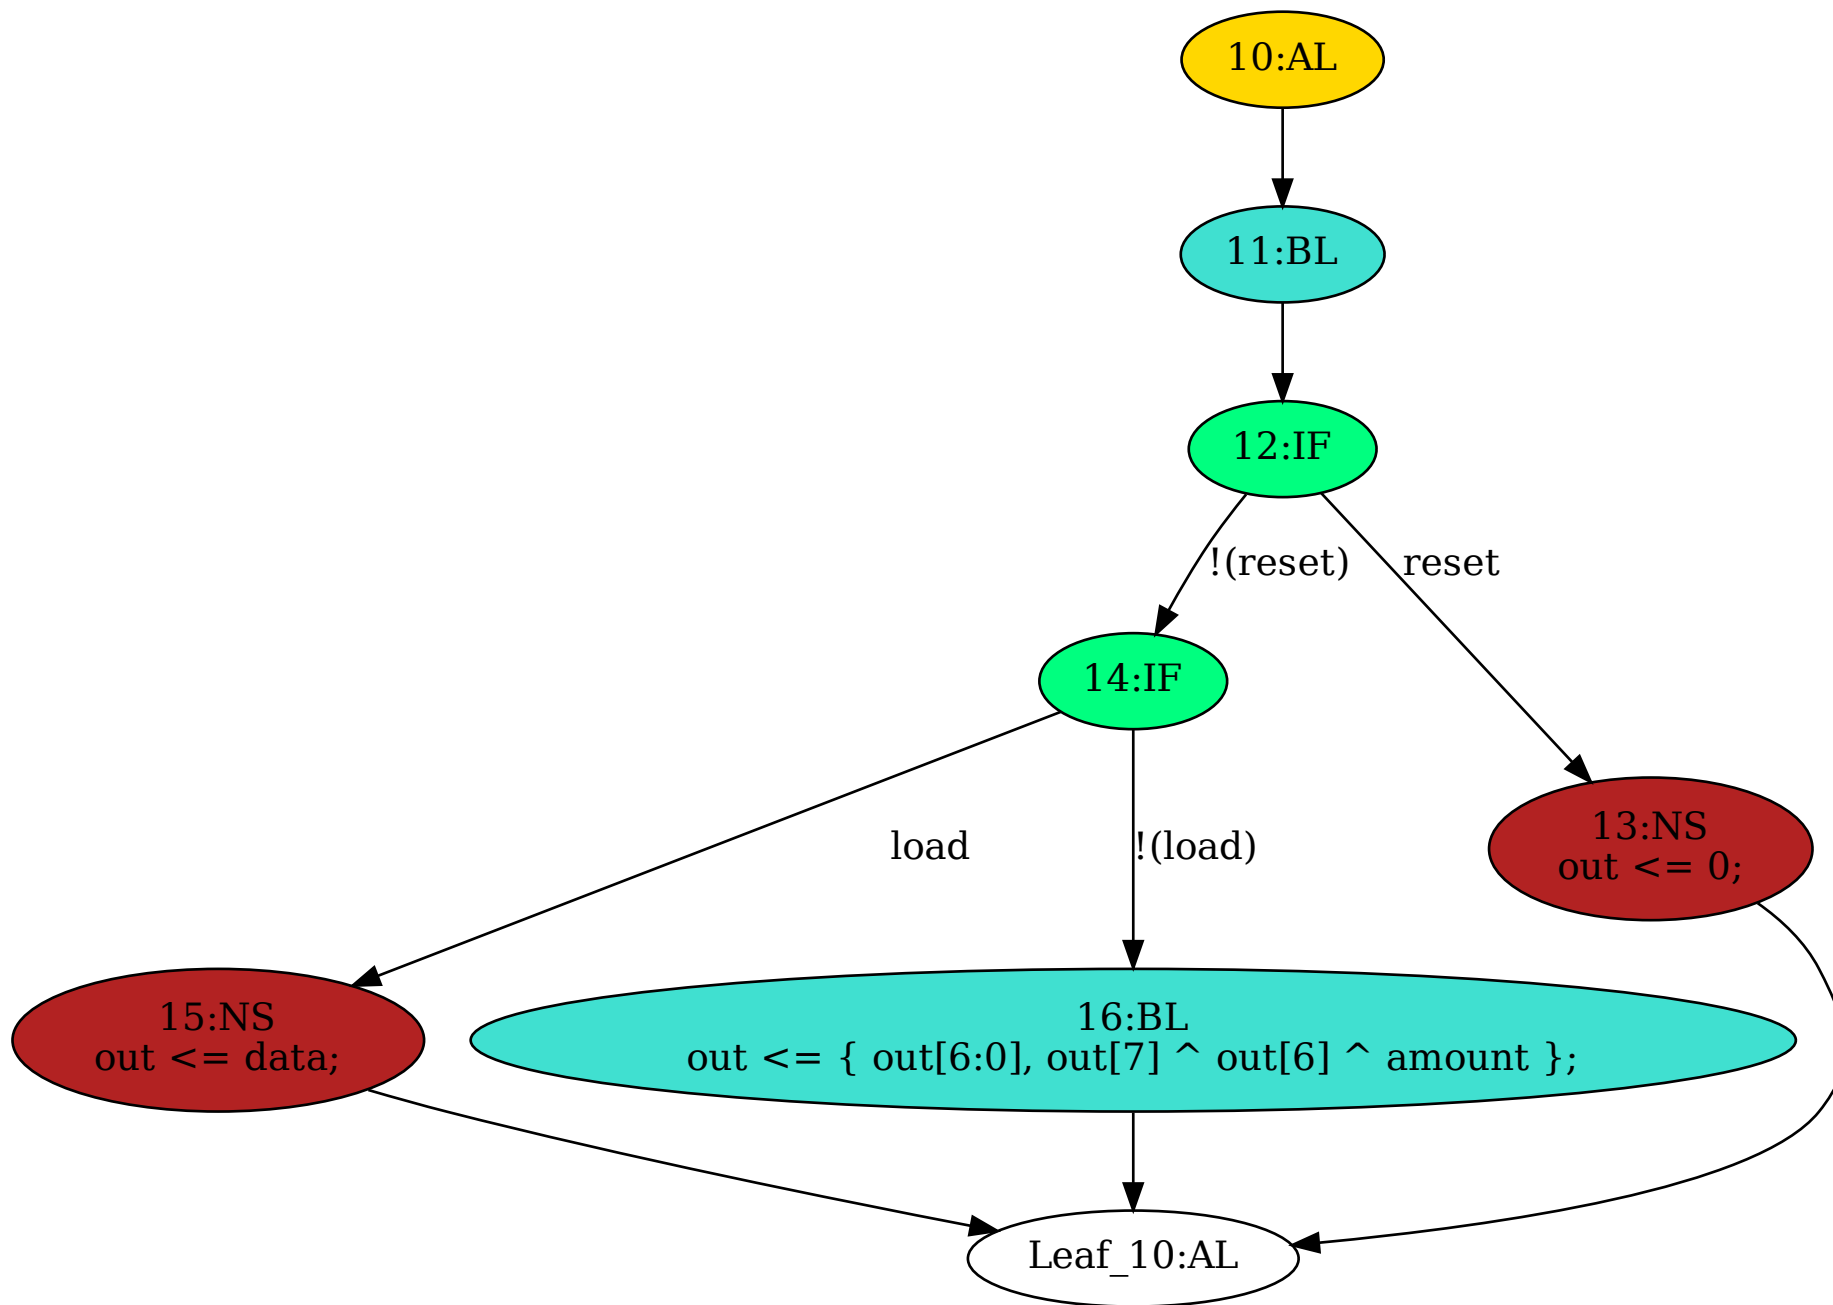 10:AL
11:BL
12:IF
!(reset)
reset
14:IF
load
!(load)
13:NS
out <= 0;
15:NS
out <= data;
16:BL
out <= { out[6:0], out[7] ^ out[6] ^ amount };
Leaf_10:AL